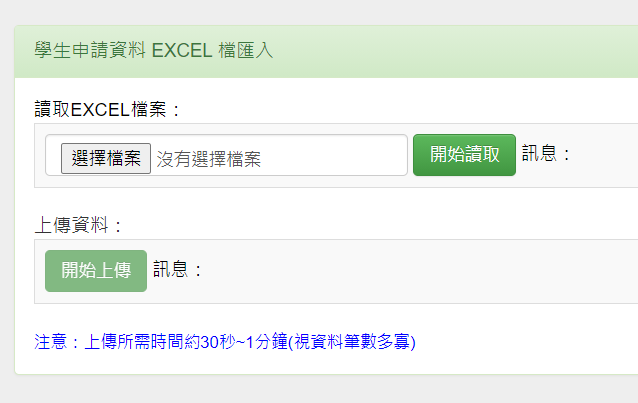 學生申請資料 EXCEL 檔匯入
讀取EXCEL檔案：
選擇檔案 沒有選擇檔案 開始讀取 訊息：
上傳資料：
開始上傳 訊息：
注意：上傳所需時間約30秒~1分鐘(視資料筆數多寡)